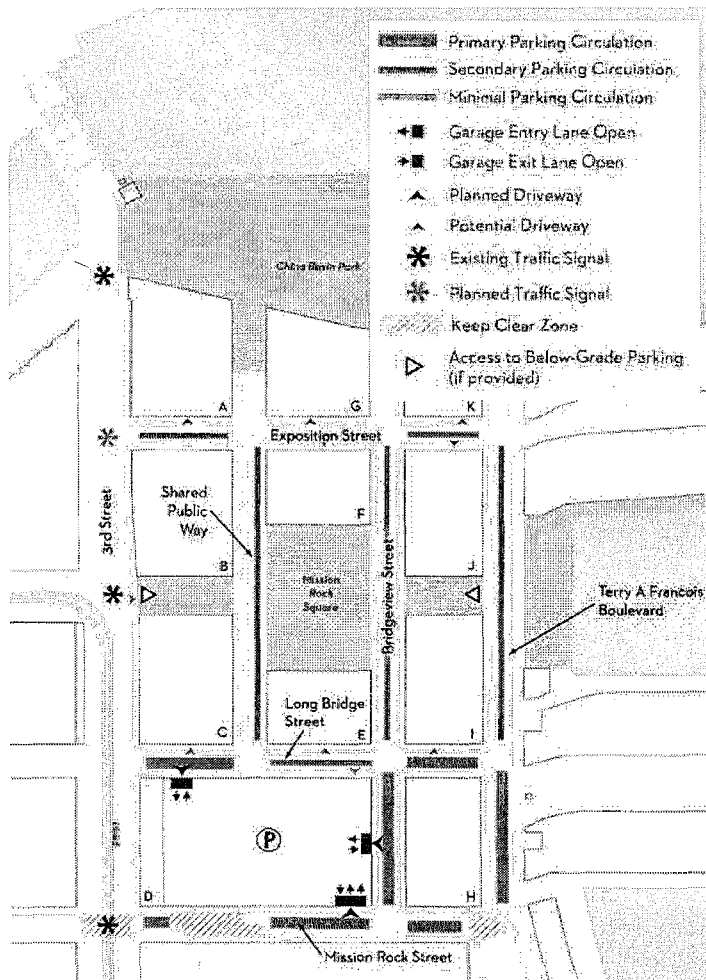 Primary Parking Circulation
Secondary Parking Circulation
Minimal Parking Circulation
Garage Entry Lane Open
Garage Exit Lane Open
Planned Driveway
Potential Driveway
Existing Traffic Signal
Planned Traffic Signal
Keep Clear Zone
Access to Below-Grade Parking
(if provided)
China Basin Park
A
G
K
Exposition Street
3rd Street
Shared
Public
Way
F
B
J
Mission
Rock
Square
Bridgeview Street
Terry A Francois
Boulevard
Long Bridge
Street
C
E
I
P
D
H
Mission Rock Street